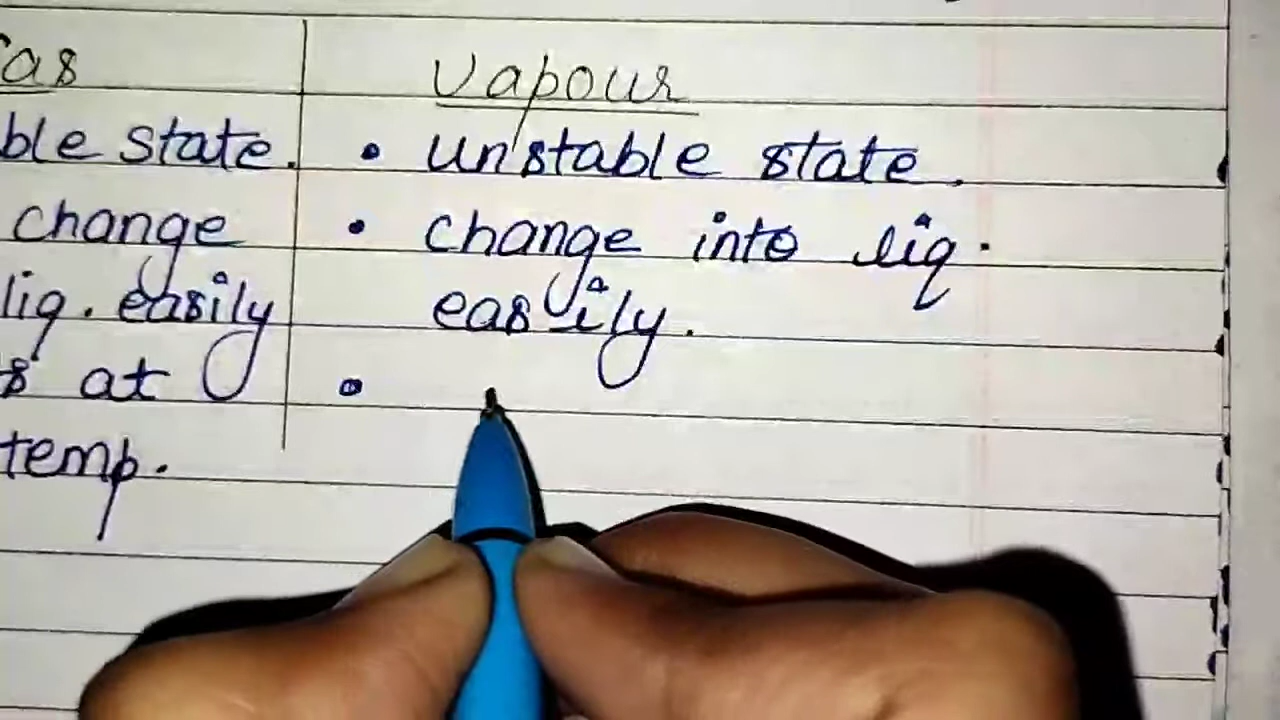 as Vapour
ble state. • unstable state.
change • change into liq.
liq. easily easily.
s at •
temp.